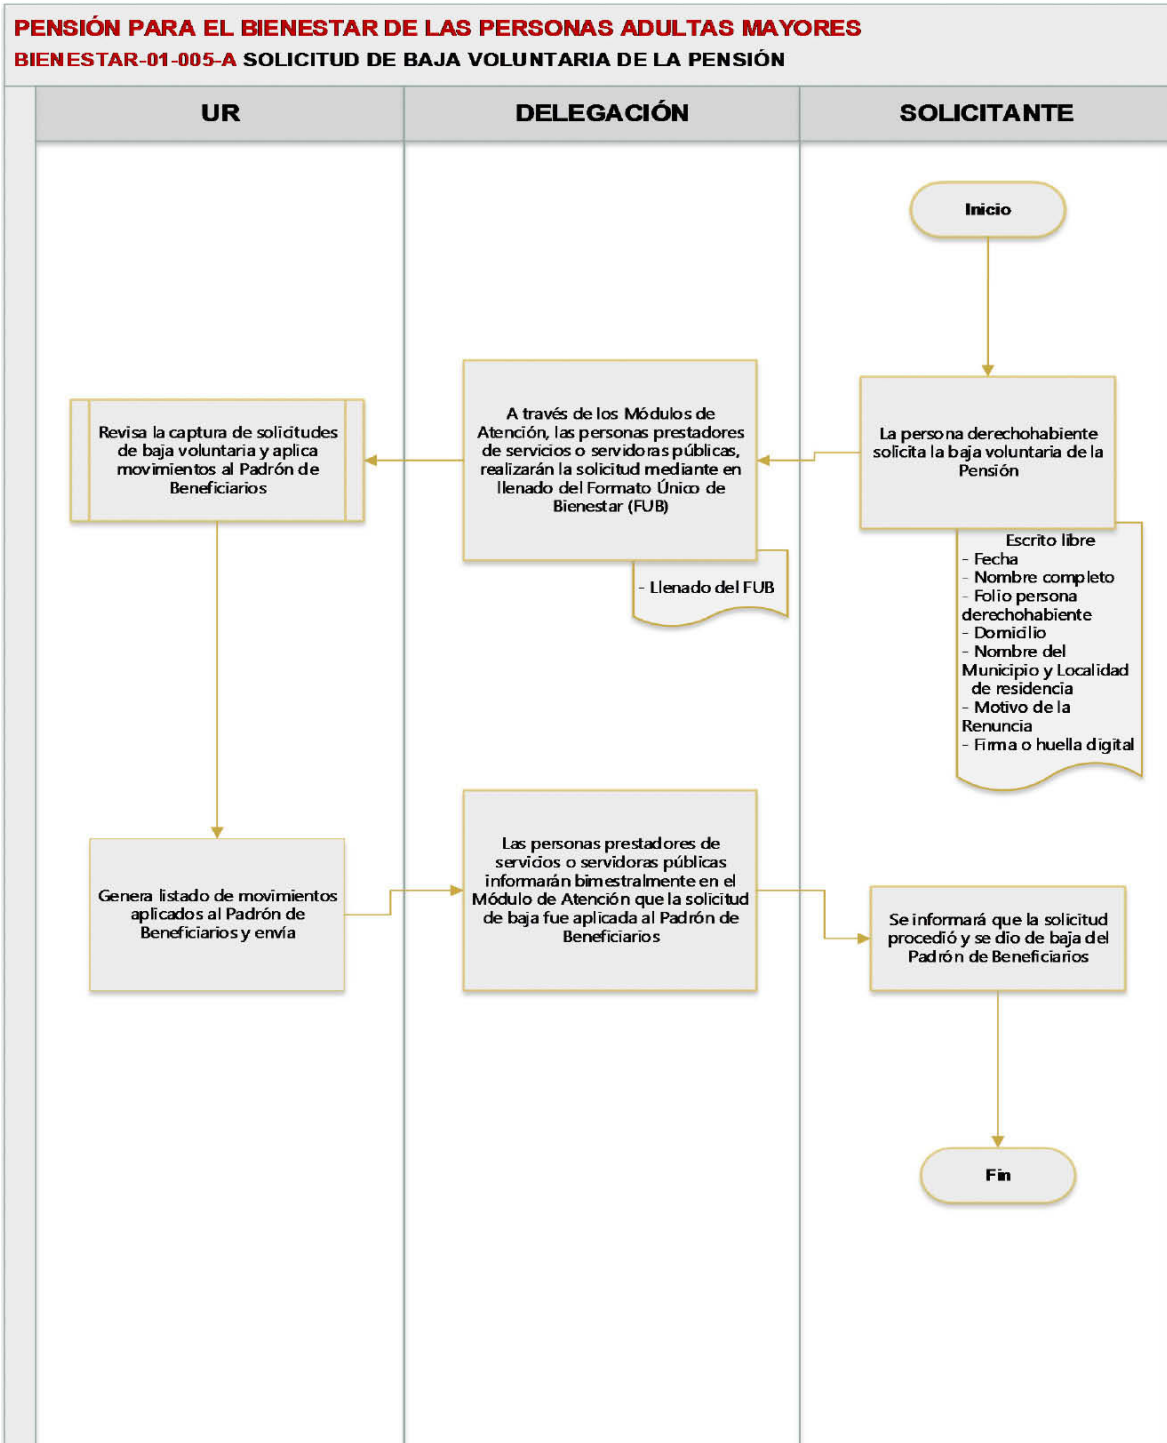 PENSIÓN PARA EL BIENESTAR DE LAS PERSONAS ADULTAS MAYORES
BIENESTAR-01-005-A SOLICITUD DE BAJA VOLUNTARIA DE LA PENSIÓN
UR
DELEGACIÓN
SOLICITANTE
Inicio
La persona derechohabiente
solicita la baja voluntaria de la
Pensión
Escrito libre
- Fecha
- Nombre completo
- Folio persona
derechohabiente
- Domicilio
- Nombre del
Municipio y Localidad
de residencia
- Motivo de la
Renuncia
- Firma o huella digital
A través de los Módulos de
Atención, las personas prestadores
de servicios o servidoras públicas,
realizarán la solicitud mediante en
llenado del Formato Único de
Bienestar (FUB)
- Llenado del FUB
Revisa la captura de solicitudes
de baja voluntaria y aplica
movimientos al Padrón de
Beneficiarios
Genera listado de movimientos
aplicados al Padrón de
Beneficiarios y envía
Las personas prestadores de
servicios o servidoras públicas
informarán bimestralmente en el
Módulo de Atención que la solicitud
de baja fue aplicada al Padrón de
Beneficiarios
Se informará que la solicitud
procedió y se dio de baja del
Padrón de Beneficiarios
Fin